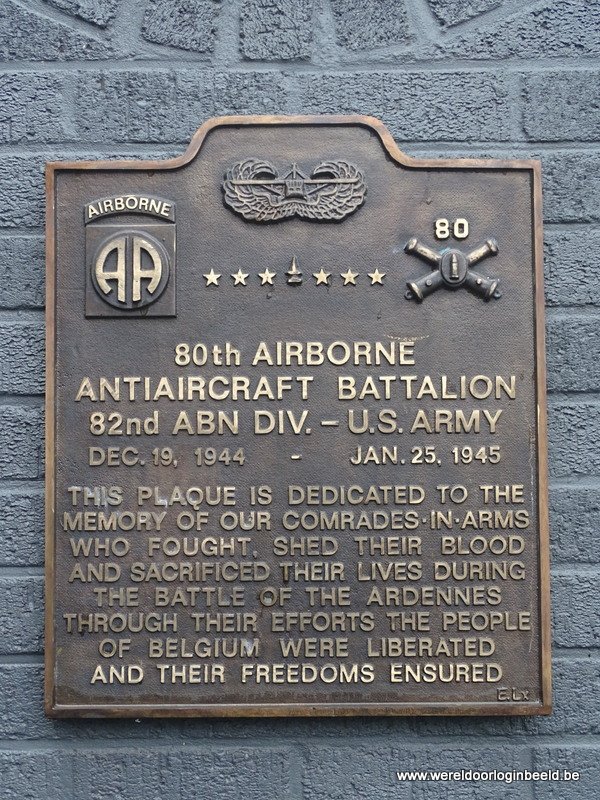 AIRBORNE
AA
80
80th AIRBORNE
ANTIAIRCRAFT BATTALION
82nd ABN DIV. – U.S. ARMY
DEC. 19, 1944 - JAN. 25, 1945
THIS PLAQUE IS DEDICATED TO THE
MEMORY OF OUR COMRADES·IN·ARMS
WHO FOUGHT, SHED THEIR BLOOD
AND SACRIFICED THEIR LIVES DURING
THE BATTLE OF THE ARDENNES
THROUGH THEIR EFFORTS THE PEOPLE
OF BELGIUM WERE LIBERATED
AND THEIR FREEDOMS ENSURED
E.Lx
www.wereldoorloginbeeld.be